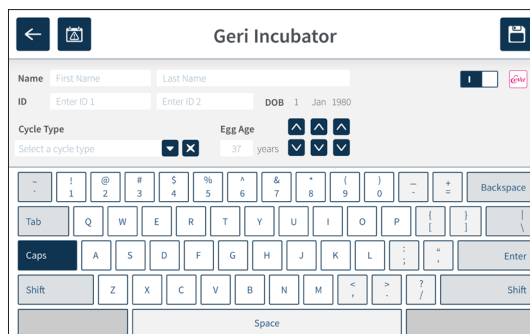 Geri Incubator
Name First Name Last Name
I
Geri
ID Enter ID 1 Enter ID 2 DOB 1 Jan 1980
Cycle Type Egg Age
Select a cycle type 37 years
~ ! @ # $ % ^ & * ( ) _ + Backspace
. 1 2 3 4 5 6 7 8 9 0 - =
Tab Q W E R T Y U I O P { [ } ] | \
Caps A S D F G H J K L : ; “ ‘ Enter
Shift Z X C V B N M < , > . ? / Shift
Space